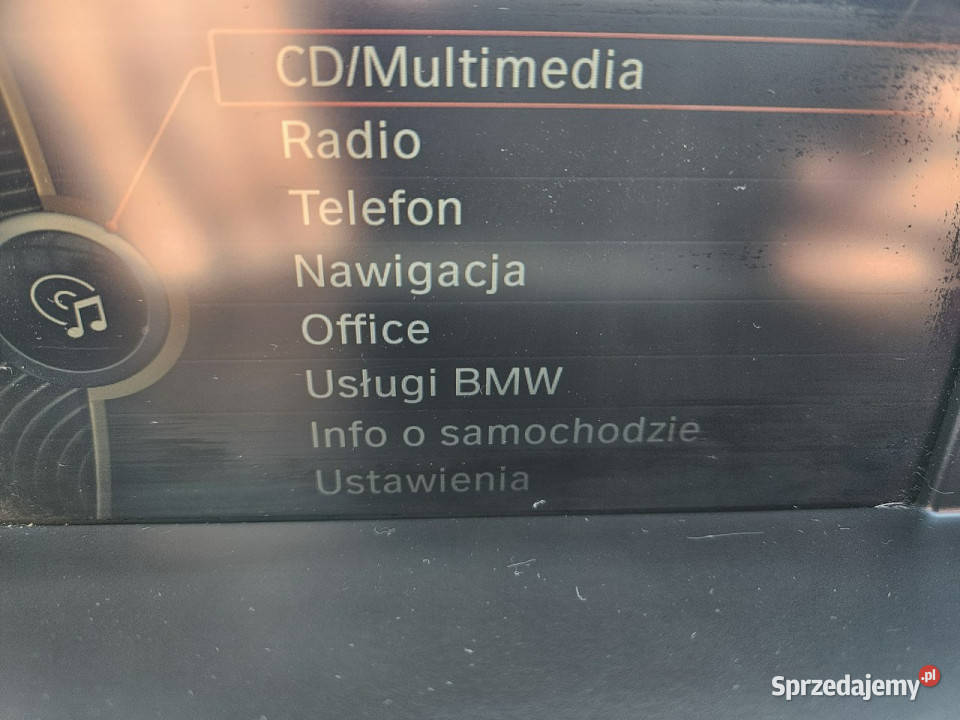 CD/Multimedia
Radio
Telefon
Nawigacja
Office
Usługi BMW
Info o samochodzie
Ustawienia
Sprzedajemy.pl